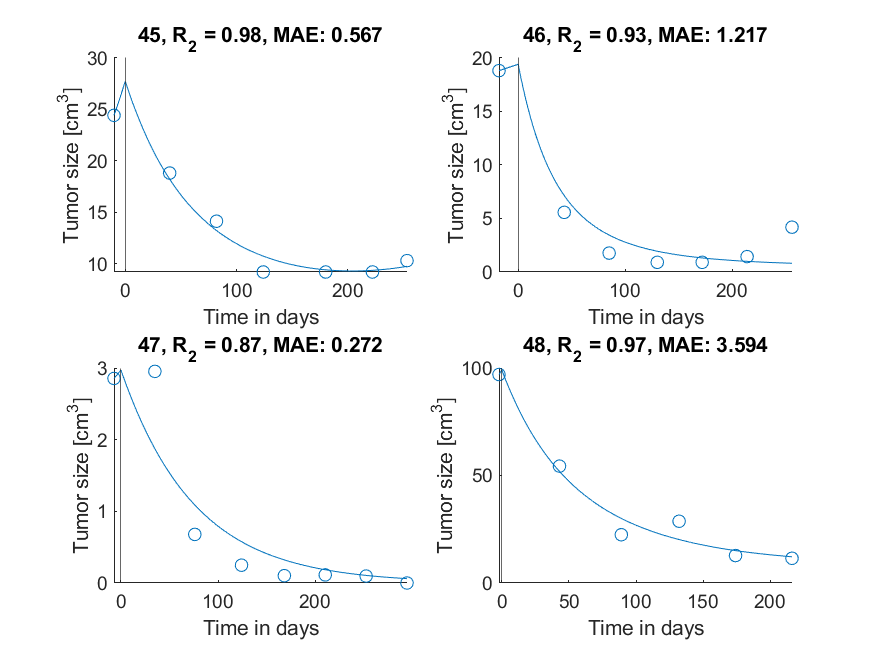 45, R2 = 0.98, MAE: 0.567
30
25
20
15
10
Tumor size [cm3]
0
100
200
Time in days
46, R2 = 0.93, MAE: 1.217
20
15
10
5
0
Tumor size [cm3]
0
100
200
Time in days
47, R2 = 0.87, MAE: 0.272
3
2
1
0
Tumor size [cm3]
0
100
200
Time in days
48, R2 = 0.97, MAE: 3.594
100
50
0
Tumor size [cm3]
0
50
100
150
200
Time in days